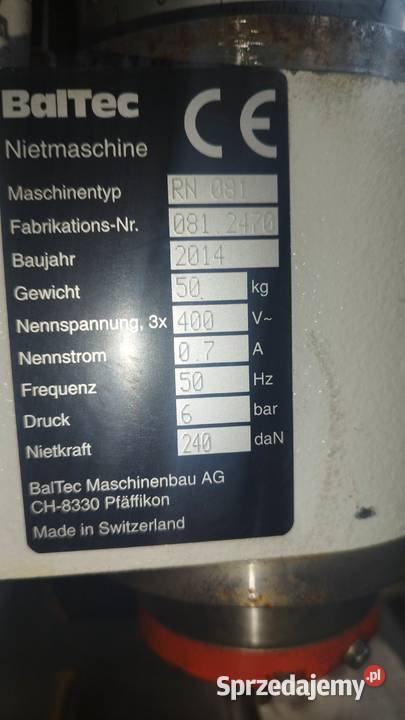 BalTec CE
Nietmaschine
Maschinentyp RN 081
Fabrikations-Nr. 081.2470
Baujahr 2014
Gewicht 50 kg
Nennspannung, 3x 400 V~
Nennstrom 0.7 A
Frequenz 50 Hz
Druck 6 bar
Nietkraft 240 daN
BalTec Maschinenbau AG
CH-8330 Pfäffikon
Made in Switzerland
Sprzedajemy.pl